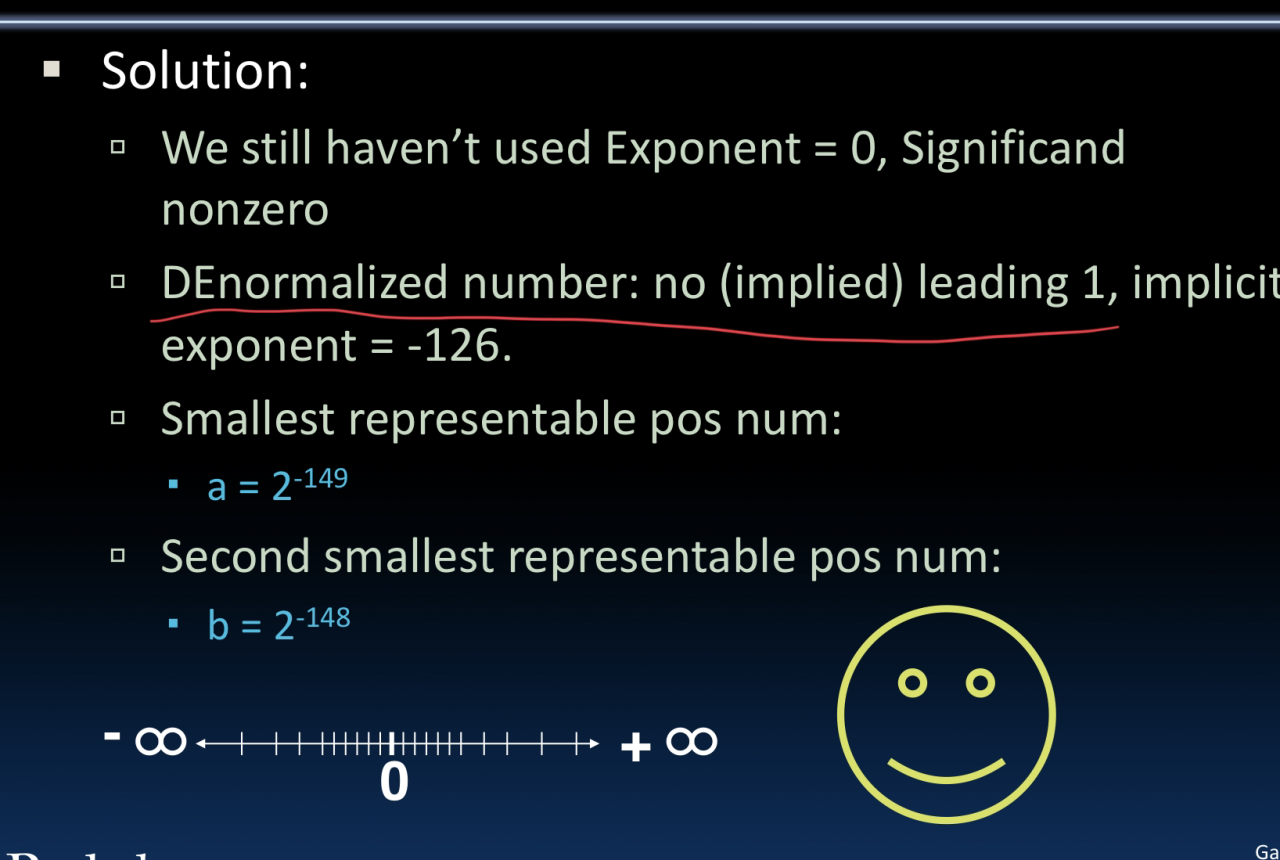 Solution:
We still haven't used Exponent = 0, Significand
nonzero
DEnormalized number: no (implied) leading 1, implicit
exponent = -126.
Smallest representable pos num:
a = 2⁻¹⁴⁹
Second smallest representable pos num:
b = 2⁻¹⁴⁸
- ∞ + ∞
0
Ga